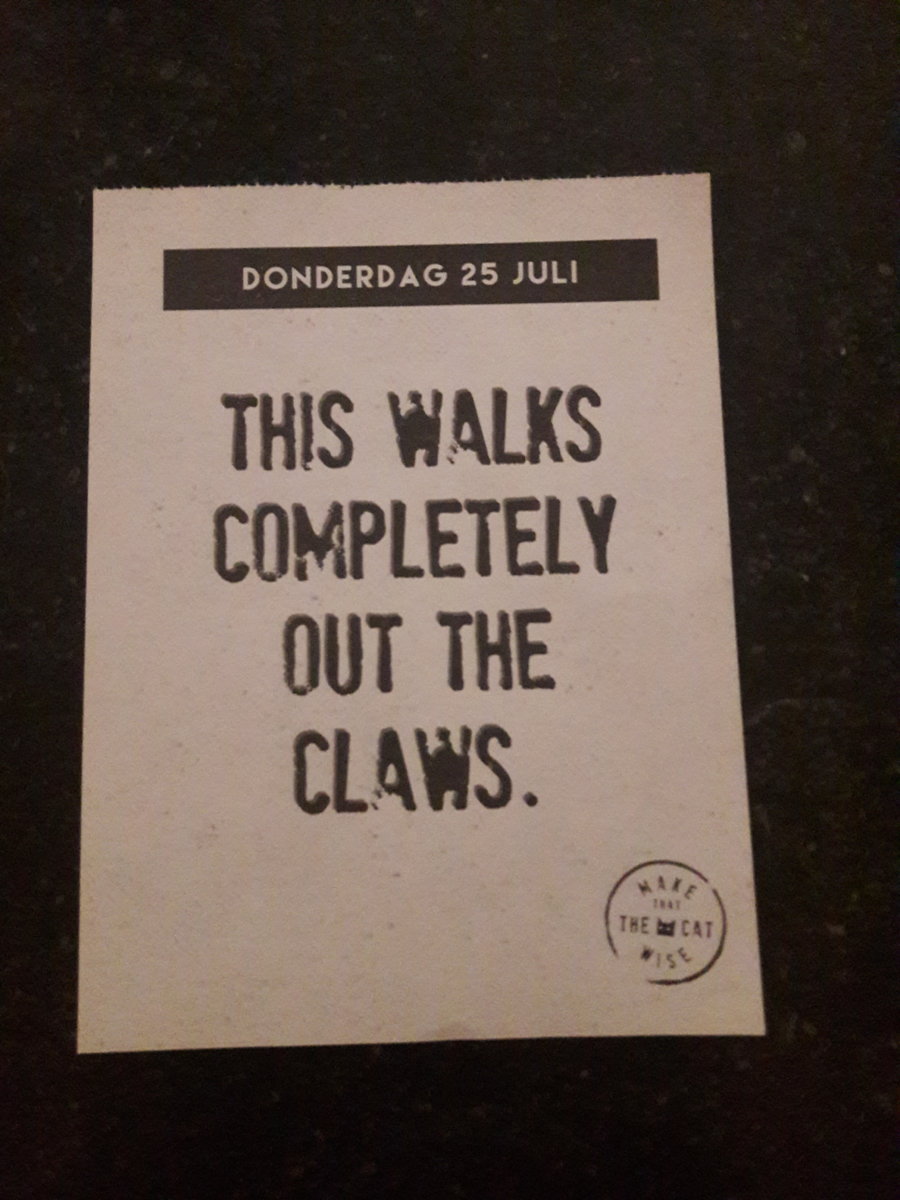 DONDERDAG 25 JULI
THIS WALKS
COMPLETELY
OUT THE
CLAWS.
MAKE
THAT
THE CAT
WISE